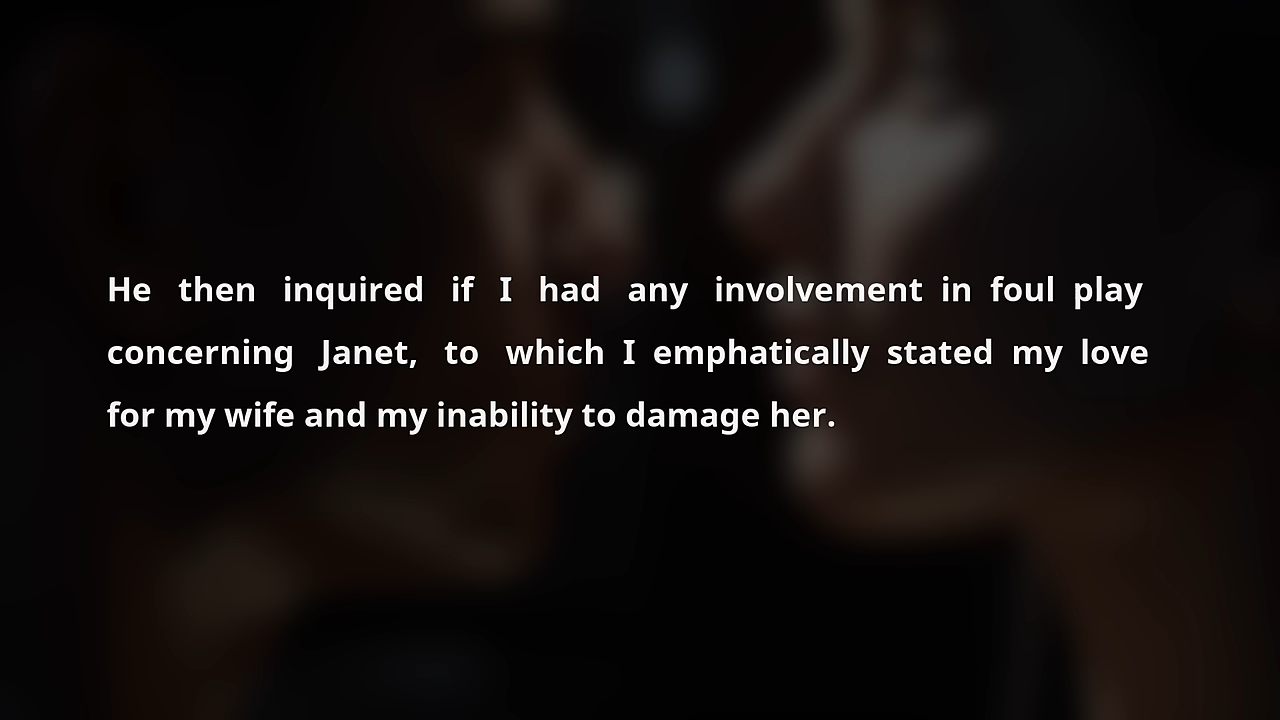 He then inquired if I had any involvement in foul play
concerning Janet, to which I emphatically stated my love
for my wife and my inability to damage her.